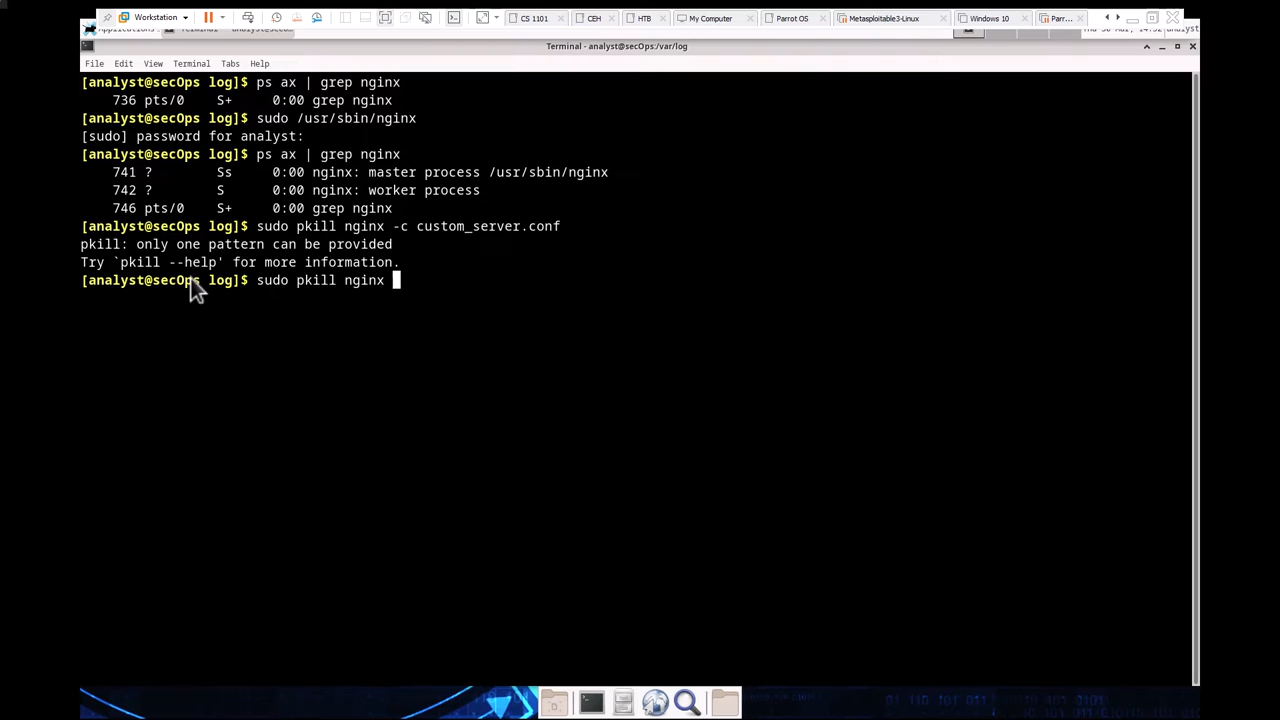 Workstation
CS 1101
CEH
HTB
My Computer
Parrot OS
Metasploitable3-Linux
Windows 10
Parr...
Terminal - analyst@secOps:/var/log
File Edit View Terminal Tabs Help
[analyst@secOps log]$ ps ax | grep nginx
736 pts/0 S+ 0:00 grep nginx
[analyst@secOps log]$ sudo /usr/sbin/nginx
[sudo] password for analyst:
[analyst@secOps log]$ ps ax | grep nginx
741 ? Ss 0:00 nginx: master process /usr/sbin/nginx
742 ? S 0:00 nginx: worker process
746 pts/0 S+ 0:00 grep nginx
[analyst@secOps log]$ sudo pkill nginx -c custom_server.conf
pkill: only one pattern can be provided
Try `pkill --help' for more information.
[analyst@secOps log]$ sudo pkill nginx